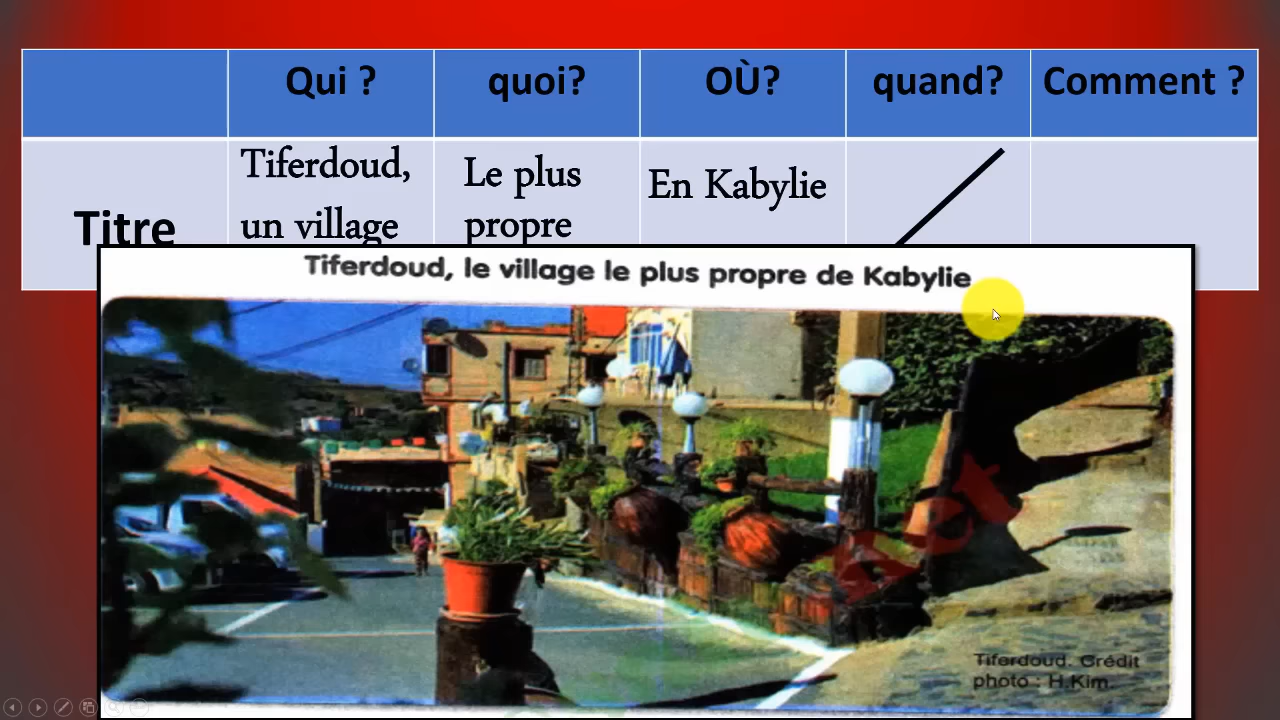 Qui ? quoi? OÙ? quand? Comment ?
Titre
Tiferdoud,
un village
Le plus
propre
En Kabylie
Tiferdoud, le village le plus propre de Kabylie
Tiferdoud. Crédit
photo : H.Kim.